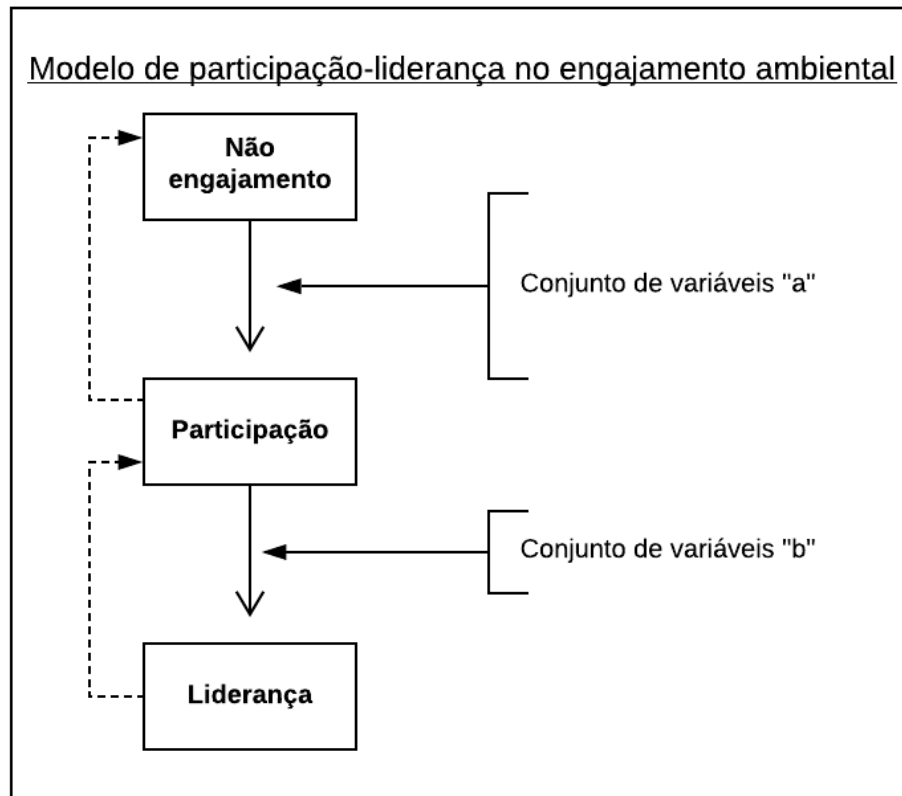 Modelo de participação-liderança no engajamento ambiental
Não
engajamento
Conjunto de variáveis "a"
Participação
Conjunto de variáveis "b"
Liderança